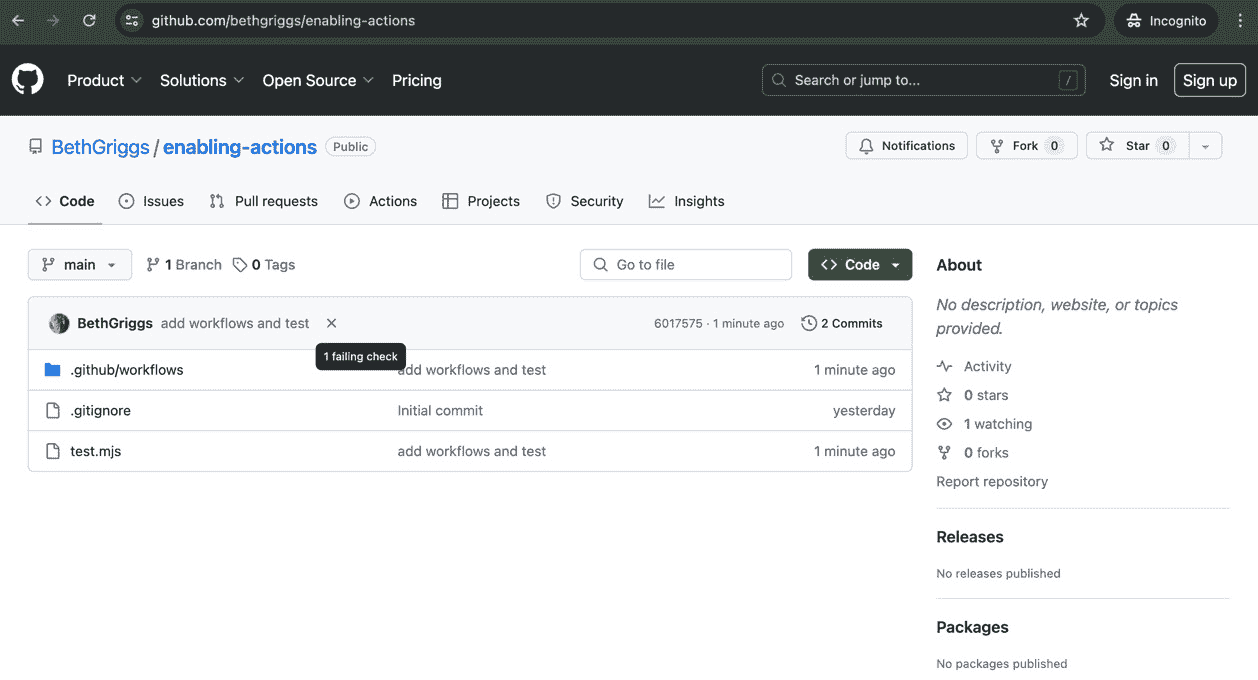 github.com/bethgriggs/enabling-actions Incognito
Product Solutions Open Source Pricing Search or jump to... / Sign in Sign up
BethGriggs / enabling-actions Public Notifications Fork 0 Star 0
Code Issues Pull requests Actions Projects Security Insights
main 1 Branch 0 Tags Go to file Code
BethGriggs add workflows and test 6017575 · 1 minute ago 2 Commits
1 failing check
.github/workflows add workflows and test 1 minute ago
.gitignore Initial commit yesterday
test.mjs add workflows and test 1 minute ago
About
No description, website, or topics
provided.
Activity
0 stars
1 watching
0 forks
Report repository
Releases
No releases published
Packages
No packages published